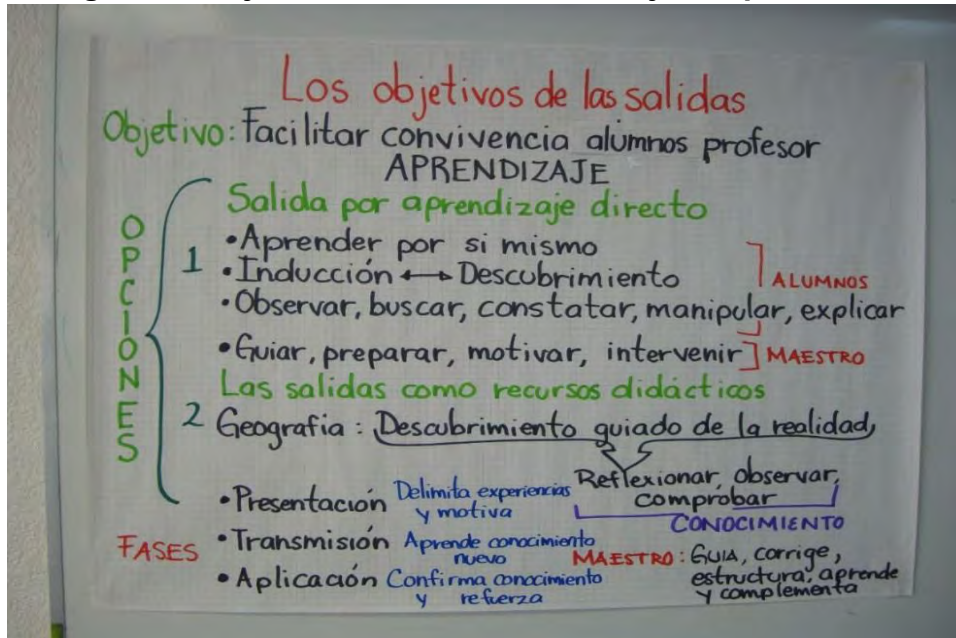 Los objetivos de las salidas
Objetivo: Facilitar convivencia alumnos profesor
APRENDIZAJE
OPCIONES
Salida por aprendizaje directo
1
•Aprender por si mismo
•Inducción ↔ Descubrimiento
•Observar, buscar, constatar, manipular, explicar
ALUMNOS
•Guiar, preparar, motivar, intervenir
MAESTRO
Las salidas como recursos didácticos
2 Geografia: Descubrimiento guiado de la realidad,
Reflexionar, observar,
comprobar
CONOCIMIENTO
FASES
•Presentación Delimita experiencias
y motiva
•Transmisión Aprende conocimiento
nuevo
•Aplicación Confirma conocimiento
y refuerza
MAESTRO: GUIA, corrige,
estructura, aprende
y complementa